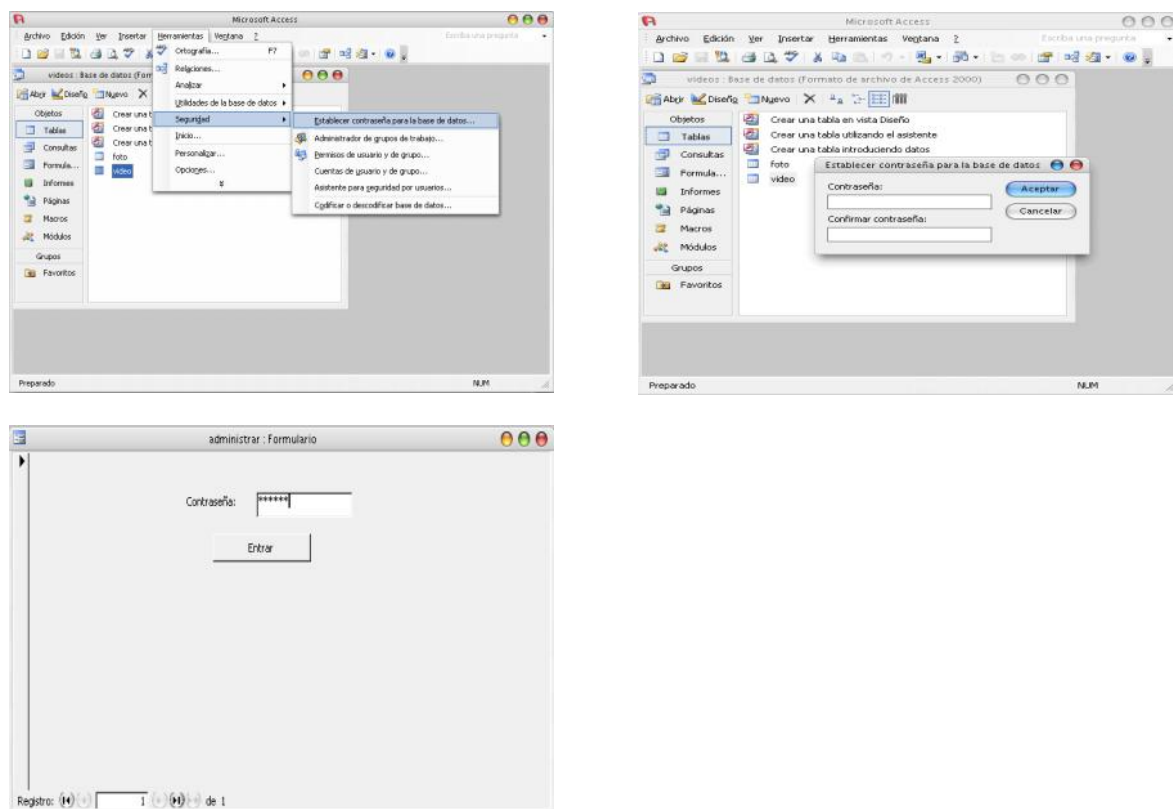 Microsoft Access
Archivo Edición Ver Insertar Herramientas Ventana ? Escriba una pregunta
Ortografía... F7
Relaciones...
Analizar
Utilidades de la base de datos
Seguridad
Inicio...
Personalizar...
Opciones...
Establecer contraseña para la base de datos...
Administrador de grupos de trabajo...
Permisos de usuario y de grupo...
Cuentas de usuario y de grupo...
Asistente para seguridad por usuarios...
Codificar o descodificar base de datos...
videos : Base de datos (Form
Abrir Diseño Nuevo
Objetos
Tablas
Consultas
Formula...
Informes
Páginas
Macros
Módulos
Grupos
Favoritos
Crear una t
Crear una t
Crear una t
foto
video
Preparado NUM
Microsoft Access
Archivo Edición Ver Insertar Herramientas Ventana ? Escriba una pregunta
videos : Base de datos (Formato de archivo de Access 2000)
Abrir Diseño Nuevo
Objetos
Tablas
Consultas
Formula...
Informes
Páginas
Macros
Módulos
Grupos
Favoritos
Crear una tabla en vista Diseño
Crear una tabla utilizando el asistente
Crear una tabla introduciendo datos
foto
video
Establecer contraseña para la base de datos
Contraseña:
Confirmar contraseña:
Aceptar
Cancelar
Preparado NUM
administrar : Formulario
Contraseña: ******
Entrar
Registro: 1 de 1